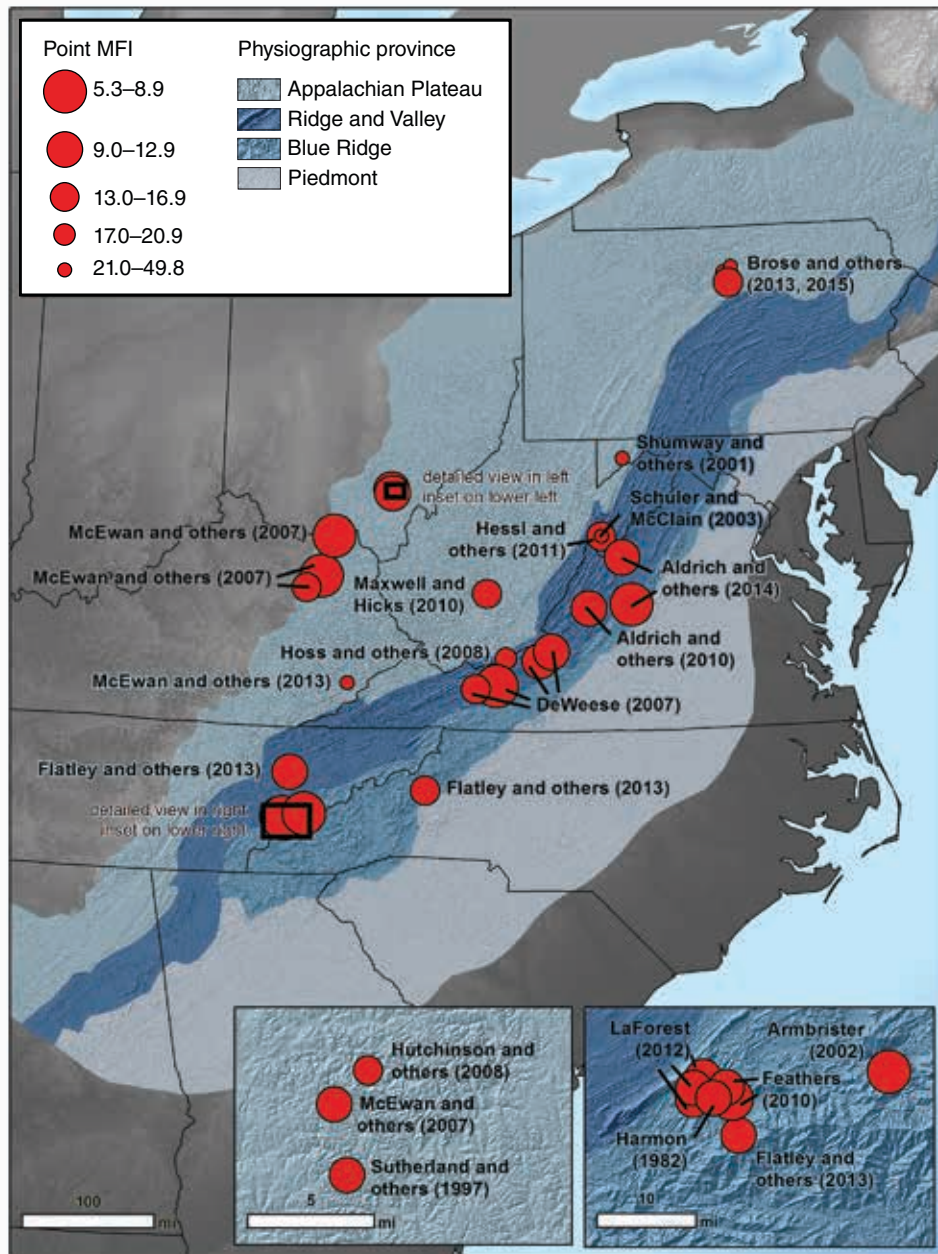 Point MFI
5.3–8.9
9.0–12.9
13.0–16.9
17.0–20.9
21.0–49.8
Physiographic province
Appalachian Plateau
Ridge and Valley
Blue Ridge
Piedmont
Brose and others
(2013, 2015)
Shumway and
others (2001)
detailed view in left
inset on lower left
Schuler and
McClain (2003)
Hessl and
others (2011)
McEwan and others (2007)
McEwan and others (2007)
Aldrich and
others (2014)
Maxwell and
Hicks (2010)
Aldrich and
others (2010)
Hoss and others (2008)
McEwan and others (2013)
DeWeese (2007)
Flatley and others (2013)
Flatley and others (2013)
detailed view in right
inset on lower right
Hutchinson and
others (2008)
McEwan and
others (2007)
Sutherland and
others (1997)
5
mi
LaForest
(2012)
Armbrister
(2002)
Feathers
(2010)
Harmon
(1982)
Flatley and
others (2013)
10
mi
100
mi